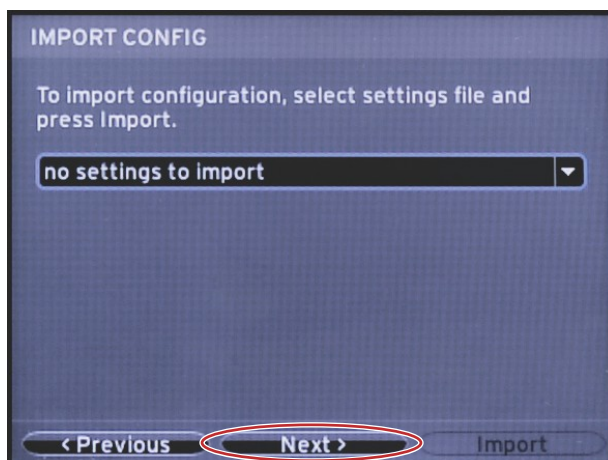 IMPORT CONFIG
To import configuration, select settings file and
press Import.
no settings to import
< Previous
Next >
Import